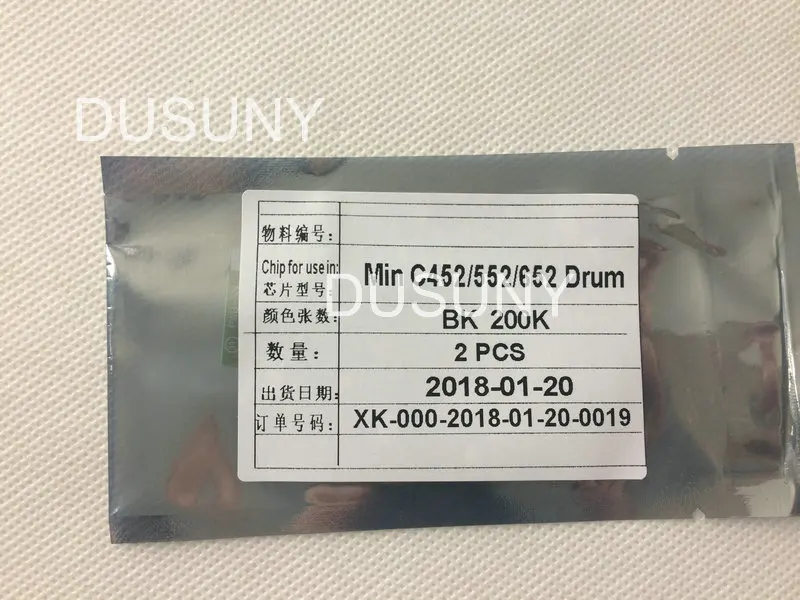 DUSUNY
物料编号:
Chip for use in: Min C452/552/652 Drum
芯片型号:
DUSUNY
颜色张数: BK 200K
数量: 2 PCS
出货日期: 2018-01-20
订单号码: XK-000-2018-01-20-0019